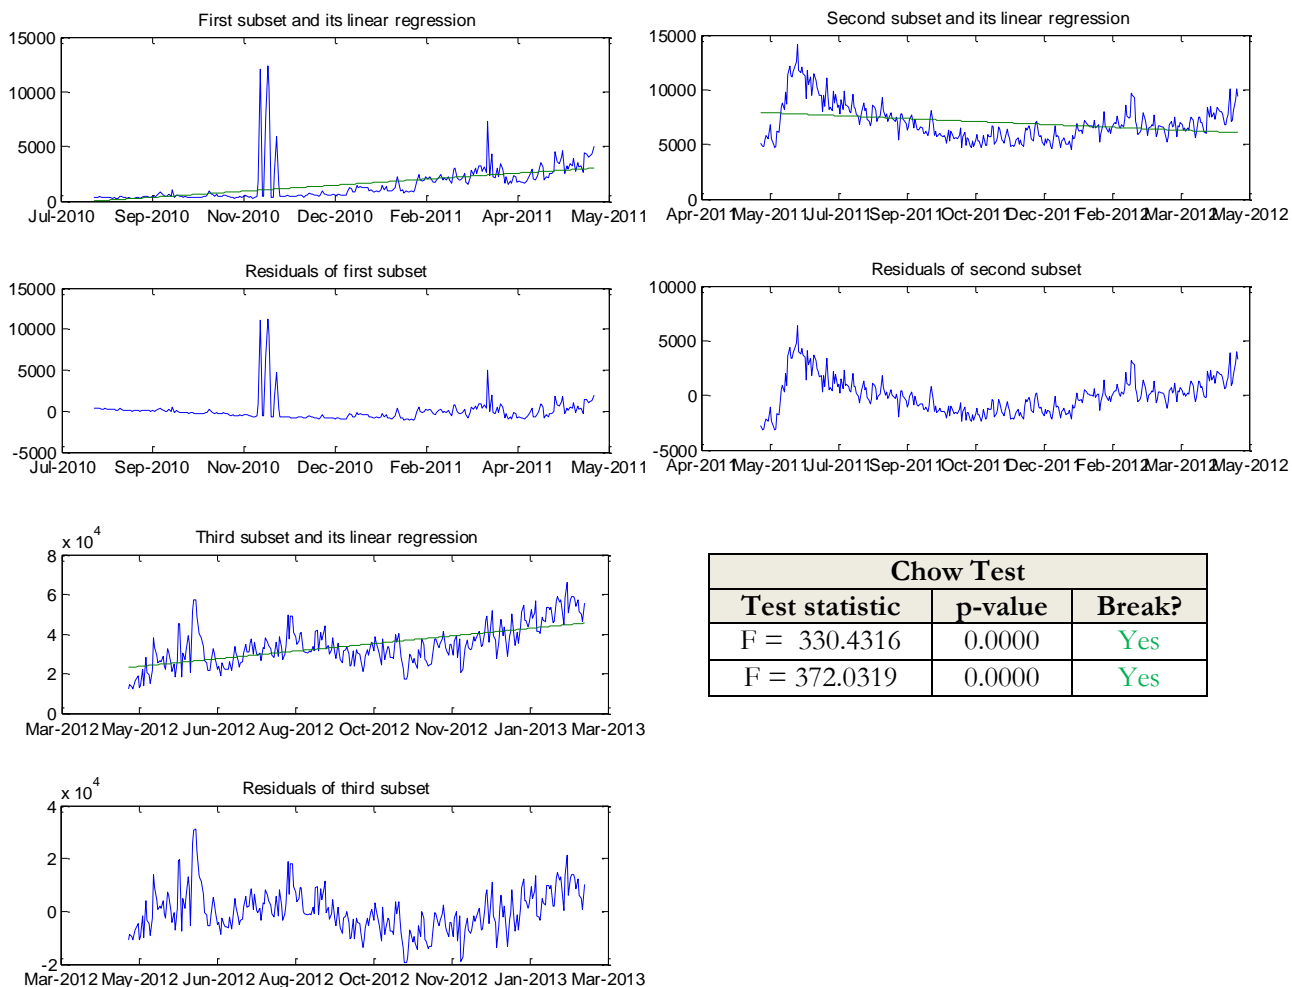 First subset and its linear regression
15000
10000
5000
0
Jul-2010 Sep-2010 Nov-2010 Dec-2010 Feb-2011 Apr-2011 May-2011
Second subset and its linear regression
15000
10000
5000
0
Apr-2011 May-2011 Jul-2011 Sep-2011 Oct-2011 Dec-2011 Feb-2012 Mar-2012 May-2012
Residuals of first subset
15000
10000
5000
0
-5000
Jul-2010 Sep-2010 Nov-2010 Dec-2010 Feb-2011 Apr-2011 May-2011
Residuals of second subset
10000
5000
0
-5000
Apr-2011 May-2011 Jul-2011 Sep-2011 Oct-2011 Dec-2011 Feb-2012 Mar-2012 May-2012
Third subset and its linear regression
x 10^4
8
6
4
2
0
Mar-2012 May-2012 Jun-2012 Aug-2012 Oct-2012 Nov-2012 Jan-2013 Mar-2013
Chow Test
Test statistic p-value Break?
F = 330.4316 0.0000 Yes
F = 372.0319 0.0000 Yes
Residuals of third subset
x 10^4
4
2
0
-2
Mar-2012 May-2012 Jun-2012 Aug-2012 Oct-2012 Nov-2012 Jan-2013 Mar-2013